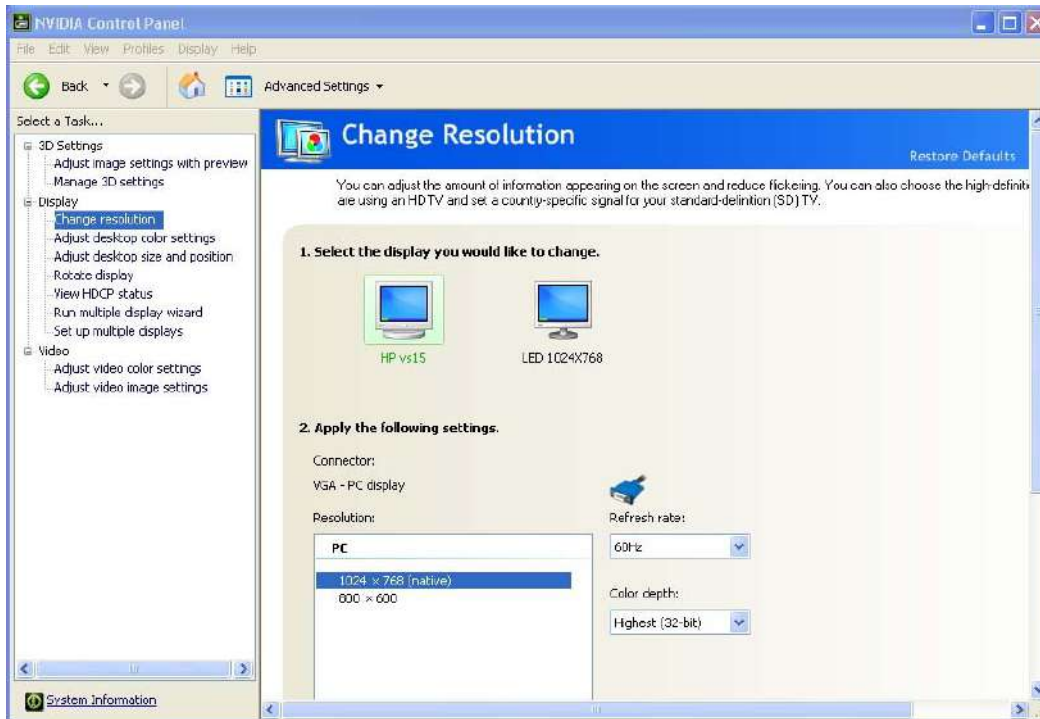 NVIDIA Control Panel
File Edit View Profiles Display Help
Back
Advanced Settings
Select a Task...
3D Settings
Adjust image settings with preview
Manage 3D settings
Display
Change resolution
Adjust desktop color settings
Adjust desktop size and position
Rotate display
View HDCP status
Run multiple display wizard
Set up multiple displays
Video
Adjust video color settings
Adjust video image settings
System Information
Change Resolution
Restore Defaults
You can adjust the amount of information appearing on the screen and reduce flickering. You can also choose the high-definiti
are using an HDTV and set a country-specific signal for your standard-definition (SD) TV.
1. Select the display you would like to change.
HP vs15
LED 1024X768
2. Apply the following settings.
Connector:
VGA - PC display
Resolution:
PC
1024 × 768 (native)
800 × 600
Refresh rate:
60Hz
Color depth:
Highest (32-bit)